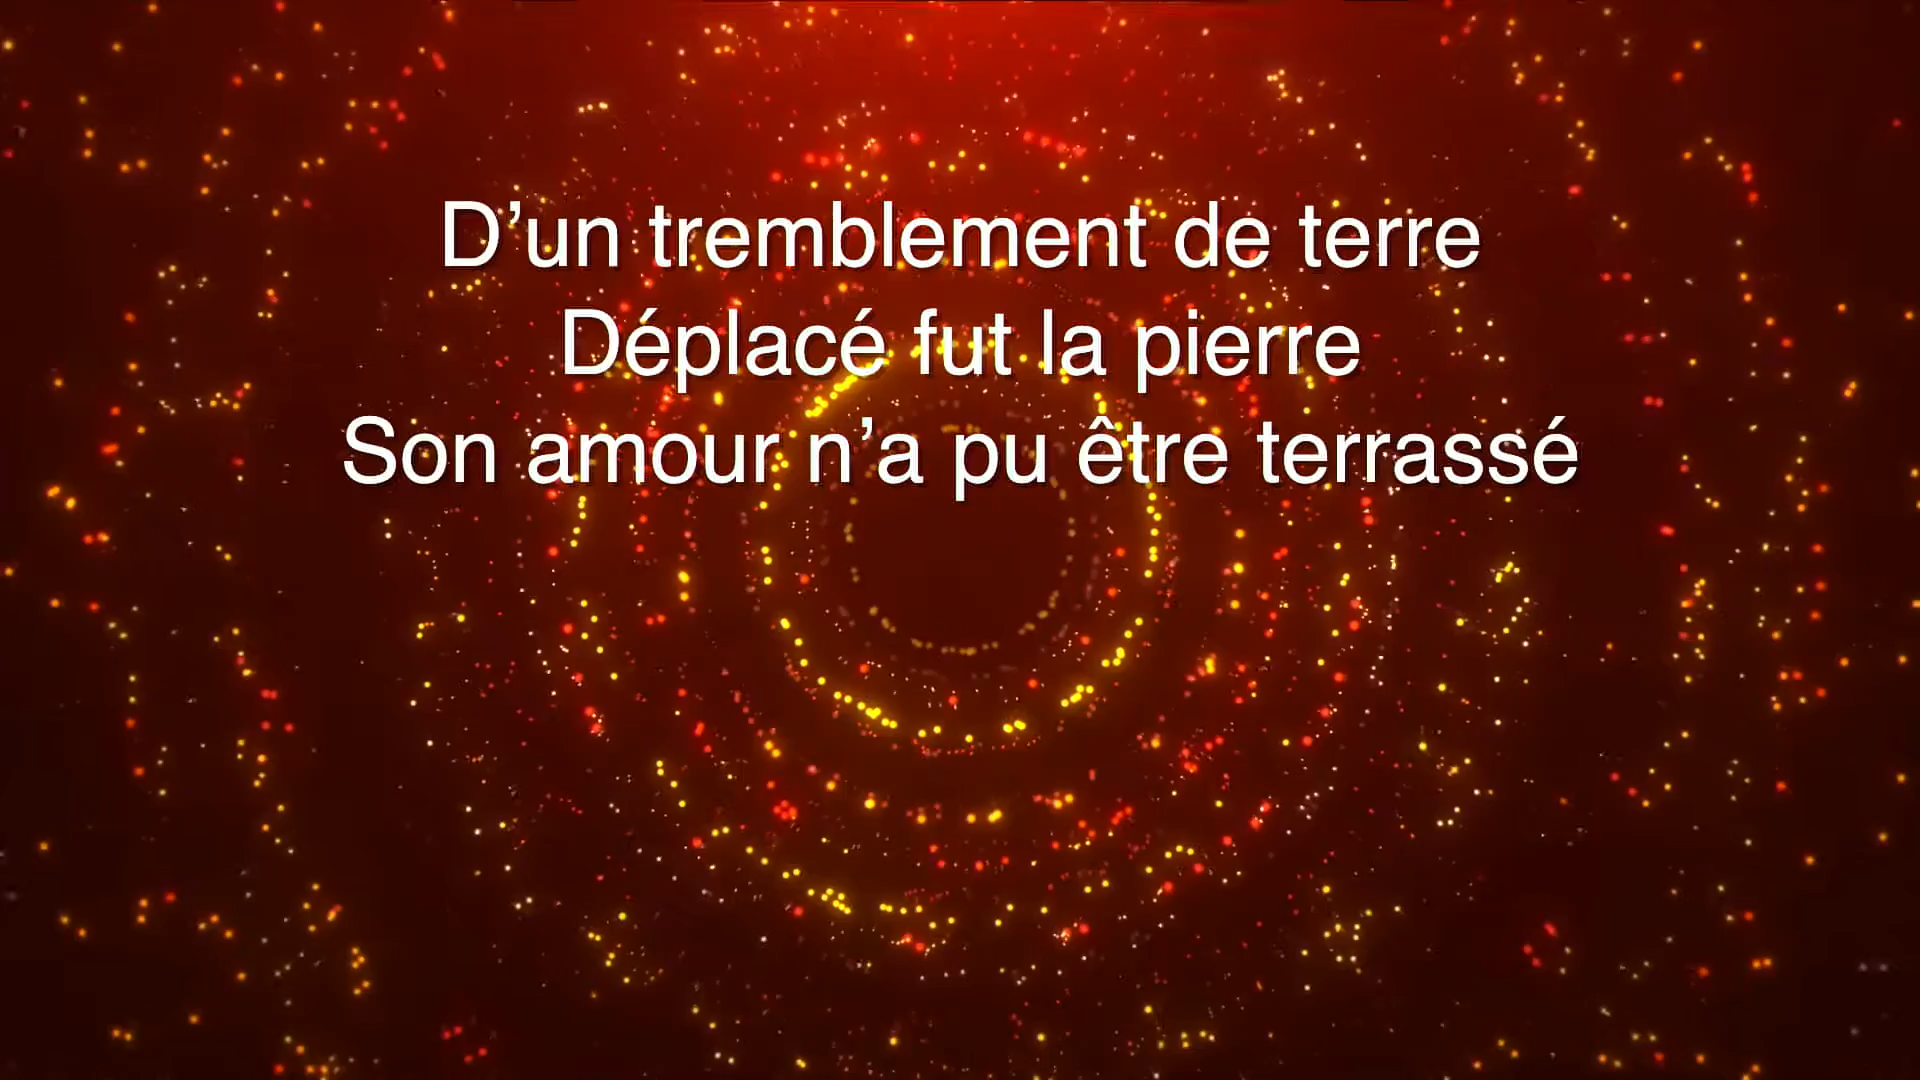 D’un tremblement de terre
Déplacé fut la pierre
Son amour n’a pu être terrassé